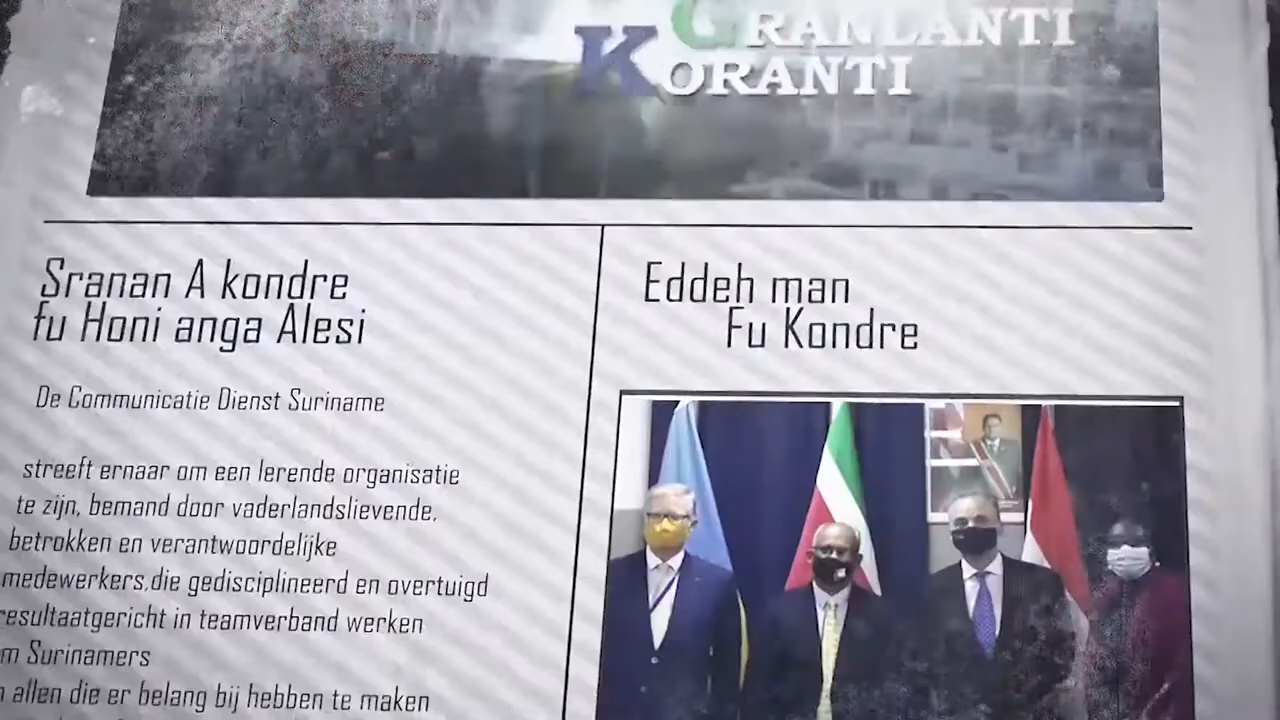 GRANLANTI
KORANTI
Sranan A kondre
fu Honi anga Alesi
De Communicatie Dienst Suriname
streeft ernaar om een lerende organisatie
te zijn, bemand door vaderlandslievende,
betrokken en verantwoordelijke
medewerkers,die gedisciplineerd en overtuigd
resultaatgericht in teamverband werken
m Surinamers
allen die er belang bij hebben te maken
Eddeh man
Fu Kondre